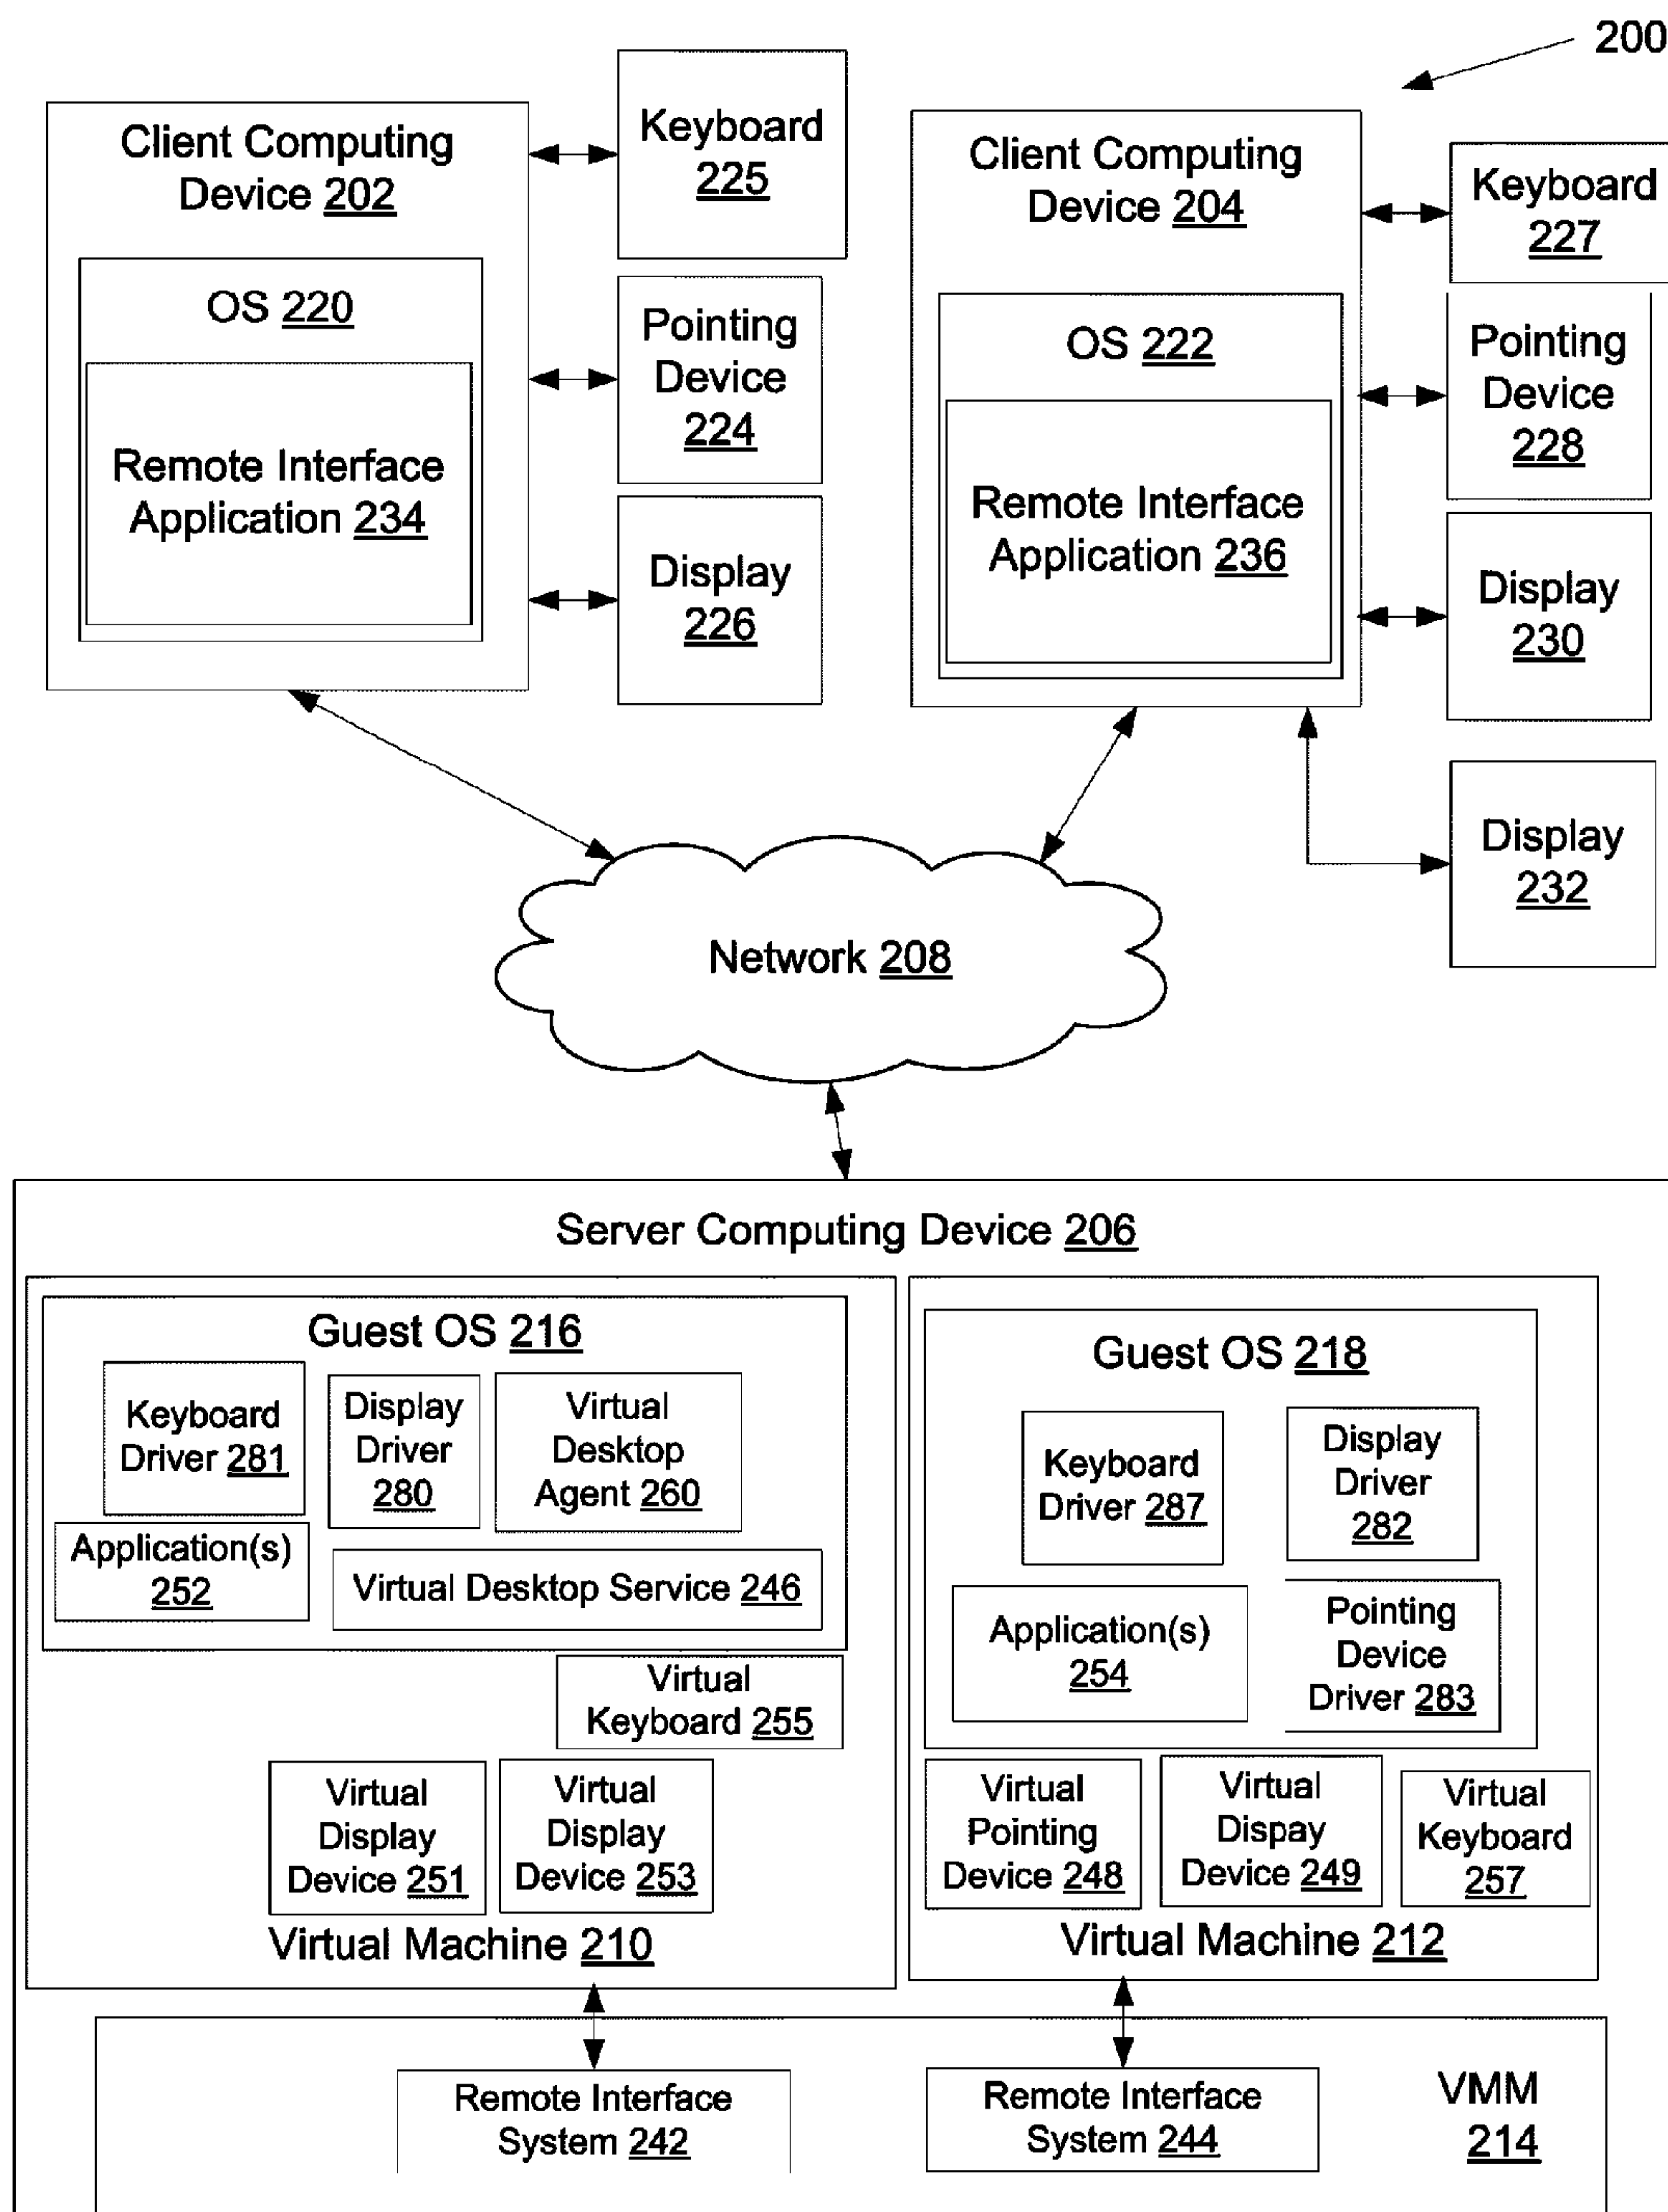 200
Client Computing
Device 202
OS 220
Remote Interface
Application 234
Keyboard
225
Pointing
Device
224
Display
226
Client Computing
Device 204
OS 222
Remote Interface
Application 236
Keyboard
227
Pointing
Device
228
Display
230
Display
232
Network 208
Server Computing Device 206
Guest OS 216
Keyboard
Driver 281
Display
Driver
280
Virtual
Desktop
Agent 260
Application(s)
252
Virtual Desktop Service 246
Virtual
Keyboard 255
Virtual
Display
Device 251
Virtual
Display
Device 253
Virtual Machine 210
Guest OS 218
Keyboard
Driver 287
Display
Driver
282
Application(s)
254
Pointing
Device
Driver 283
Virtual
Pointing
Device 248
Virtual
Dispay
Device 249
Virtual
Keyboard
257
Virtual Machine 212
Remote Interface
System 242
Remote Interface
System 244
VMM
214